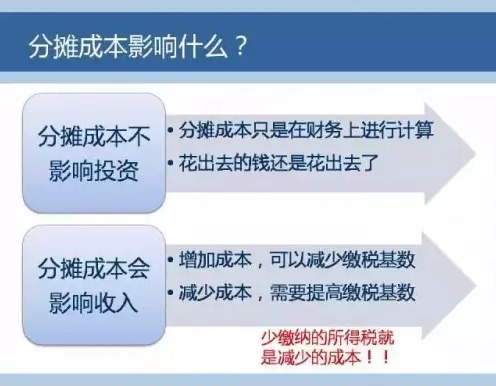 分摊成本影响什么？
分摊成本不
影响投资
• 分摊成本只是在财务上进行计算
• 花出去的钱还是花出去了
分摊成本会
影响收入
• 增加成本，可以减少缴税基数
• 减少成本，需要提高缴税基数
少缴纳的所得税就
是减少的成本！！